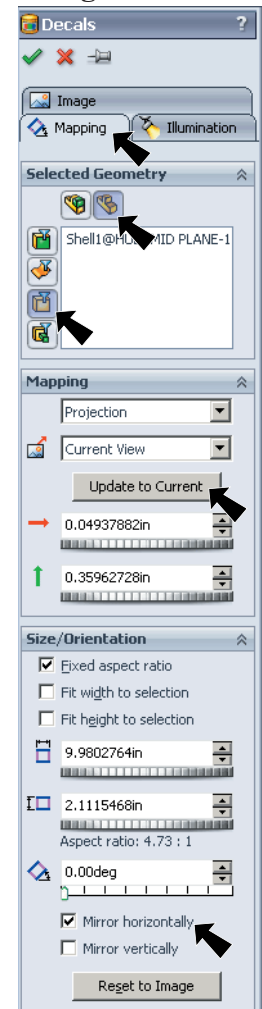 Decals ?
Image
Mapping Illumination
Selected Geometry
Shell1@ MID PLANE-1
Mapping
Projection
Current View
Update to Current
0.04937882in
0.35962728in
Size/Orientation
Fixed aspect ratio
Fit width to selection
Fit height to selection
9.9802764in
2.1115468in
Aspect ratio: 4.73 : 1
0.00deg
Mirror horizontally
Mirror vertically
Reset to Image